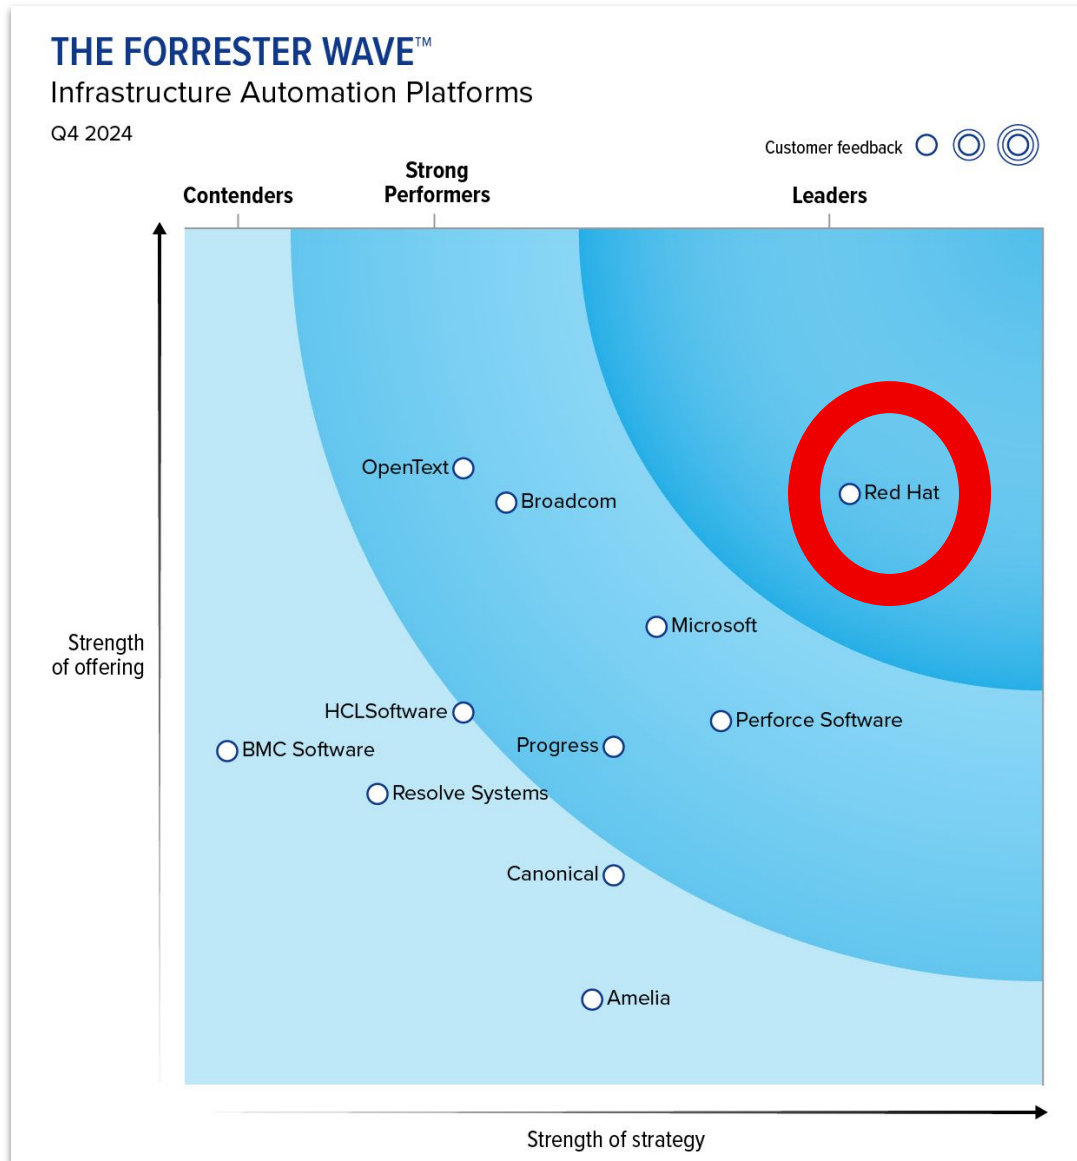 THE FORRESTER WAVE™
Infrastructure Automation Platforms
Q4 2024
Customer feedback
Contenders
Strong
Performers
Leaders
OpenText
Broadcom
Red Hat
Microsoft
Strength
of offering
HCLSoftware
Perforce Software
BMC Software
Progress
Resolve Systems
Canonical
Amelia
Strength of strategy